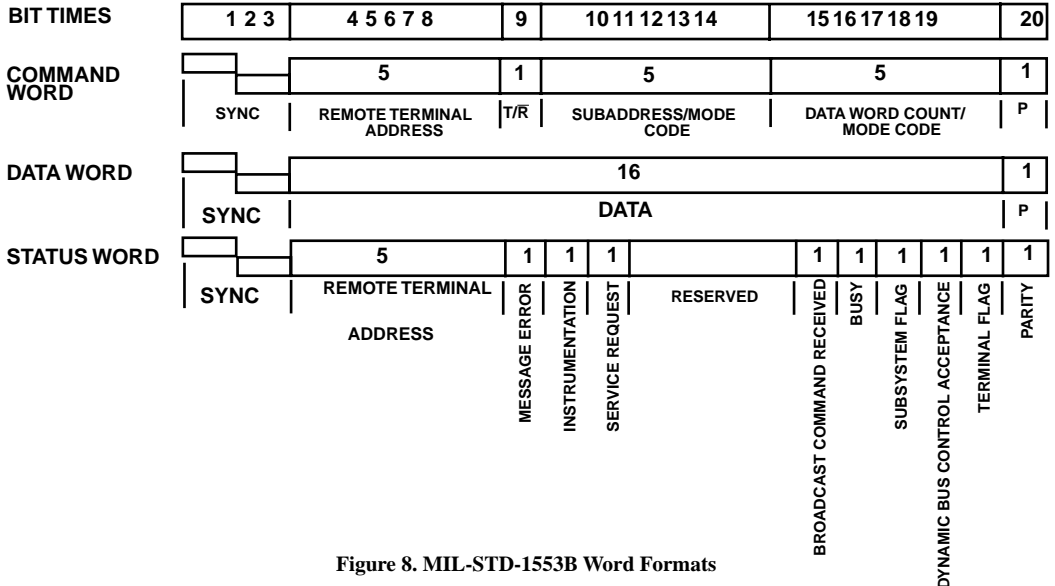 BIT TIMES 1 2 3 4 5 6 7 8 9 10 11 12 13 14 15 16 17 18 19 20
COMMAND WORD 5 1 5 5 1
SYNC REMOTE TERMINAL ADDRESS T/R̅ SUBADDRESS/MODE CODE DATA WORD COUNT/ MODE CODE P
DATA WORD 16 1
SYNC DATA P
STATUS WORD 5 1 1 1 1 1 1 1 1 1
SYNC REMOTE TERMINAL ADDRESS
MESSAGE ERROR
INSTRUMENTATION
SERVICE REQUEST
RESERVED
BROADCAST COMMAND RECEIVED
BUSY
SUBSYSTEM FLAG
DYNAMIC BUS CONTROL ACCEPTANCE
TERMINAL FLAG
PARITY
Figure 8. MIL-STD-1553B Word Formats